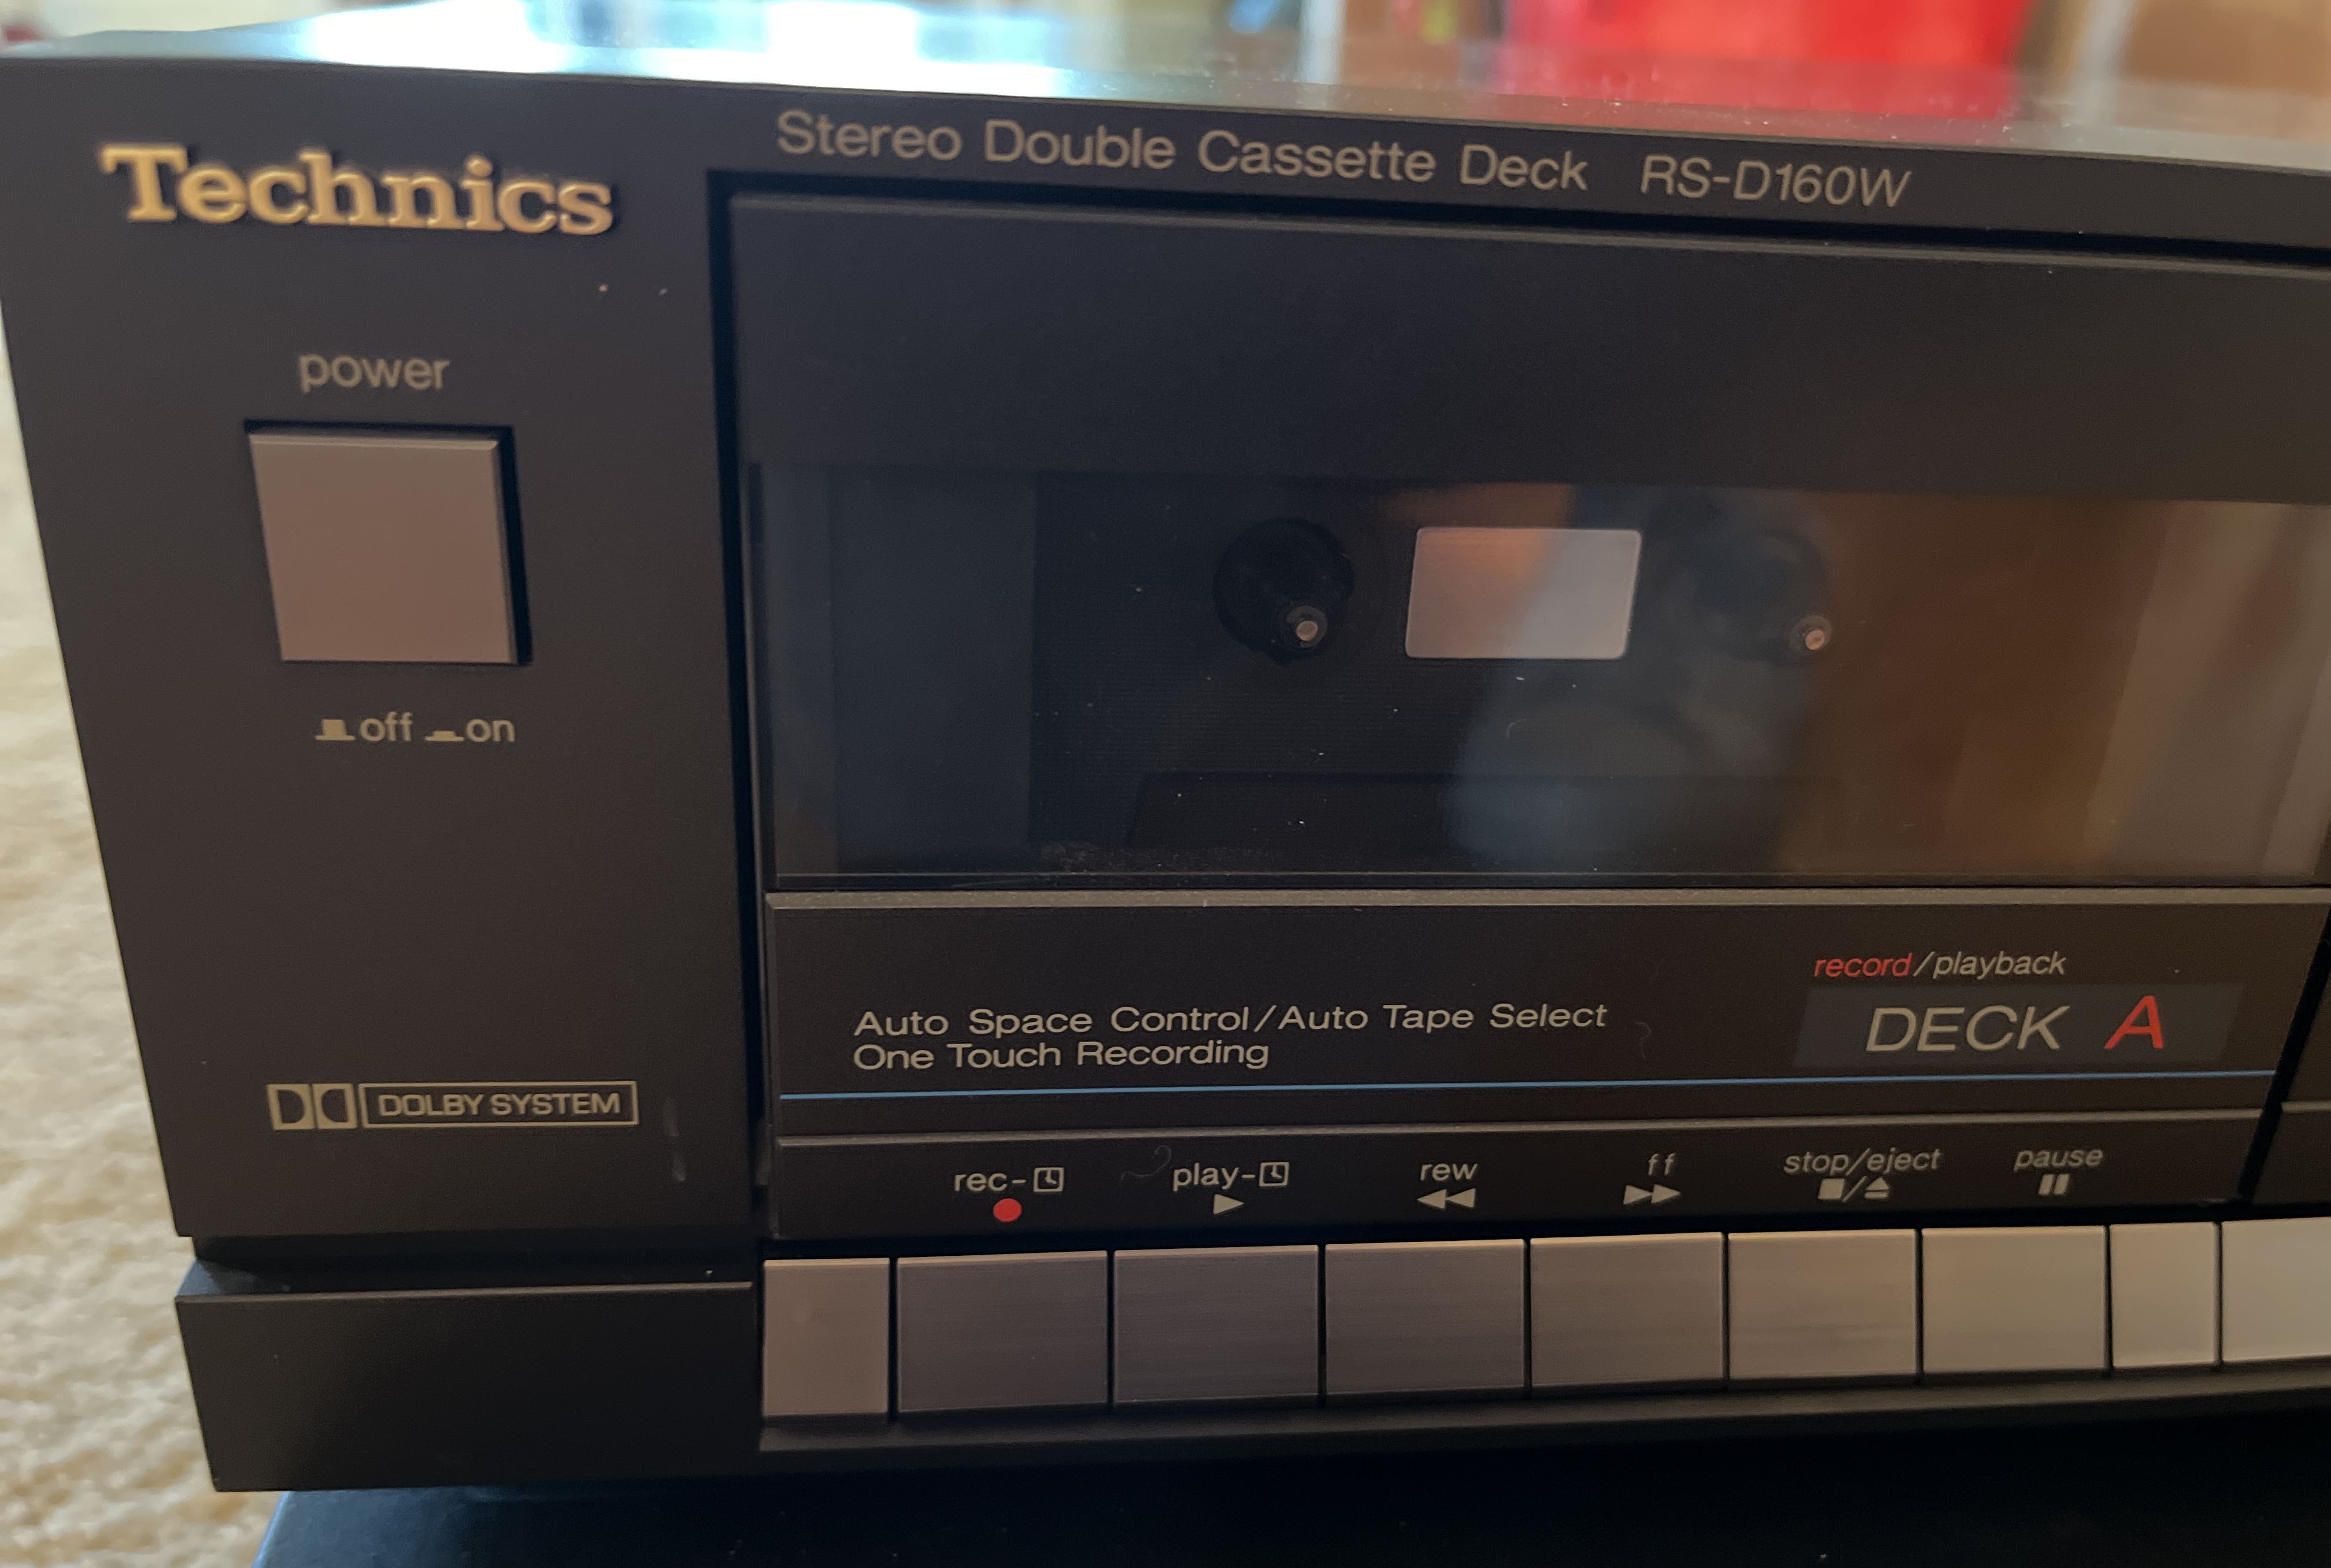 Technics
Stereo Double Cassette Deck RS-D160W
power
off on
DOLBY SYSTEM
record/playback
DECK A
Auto Space Control/Auto Tape Select
One Touch Recording
rec- play- rew ff stop/eject pause